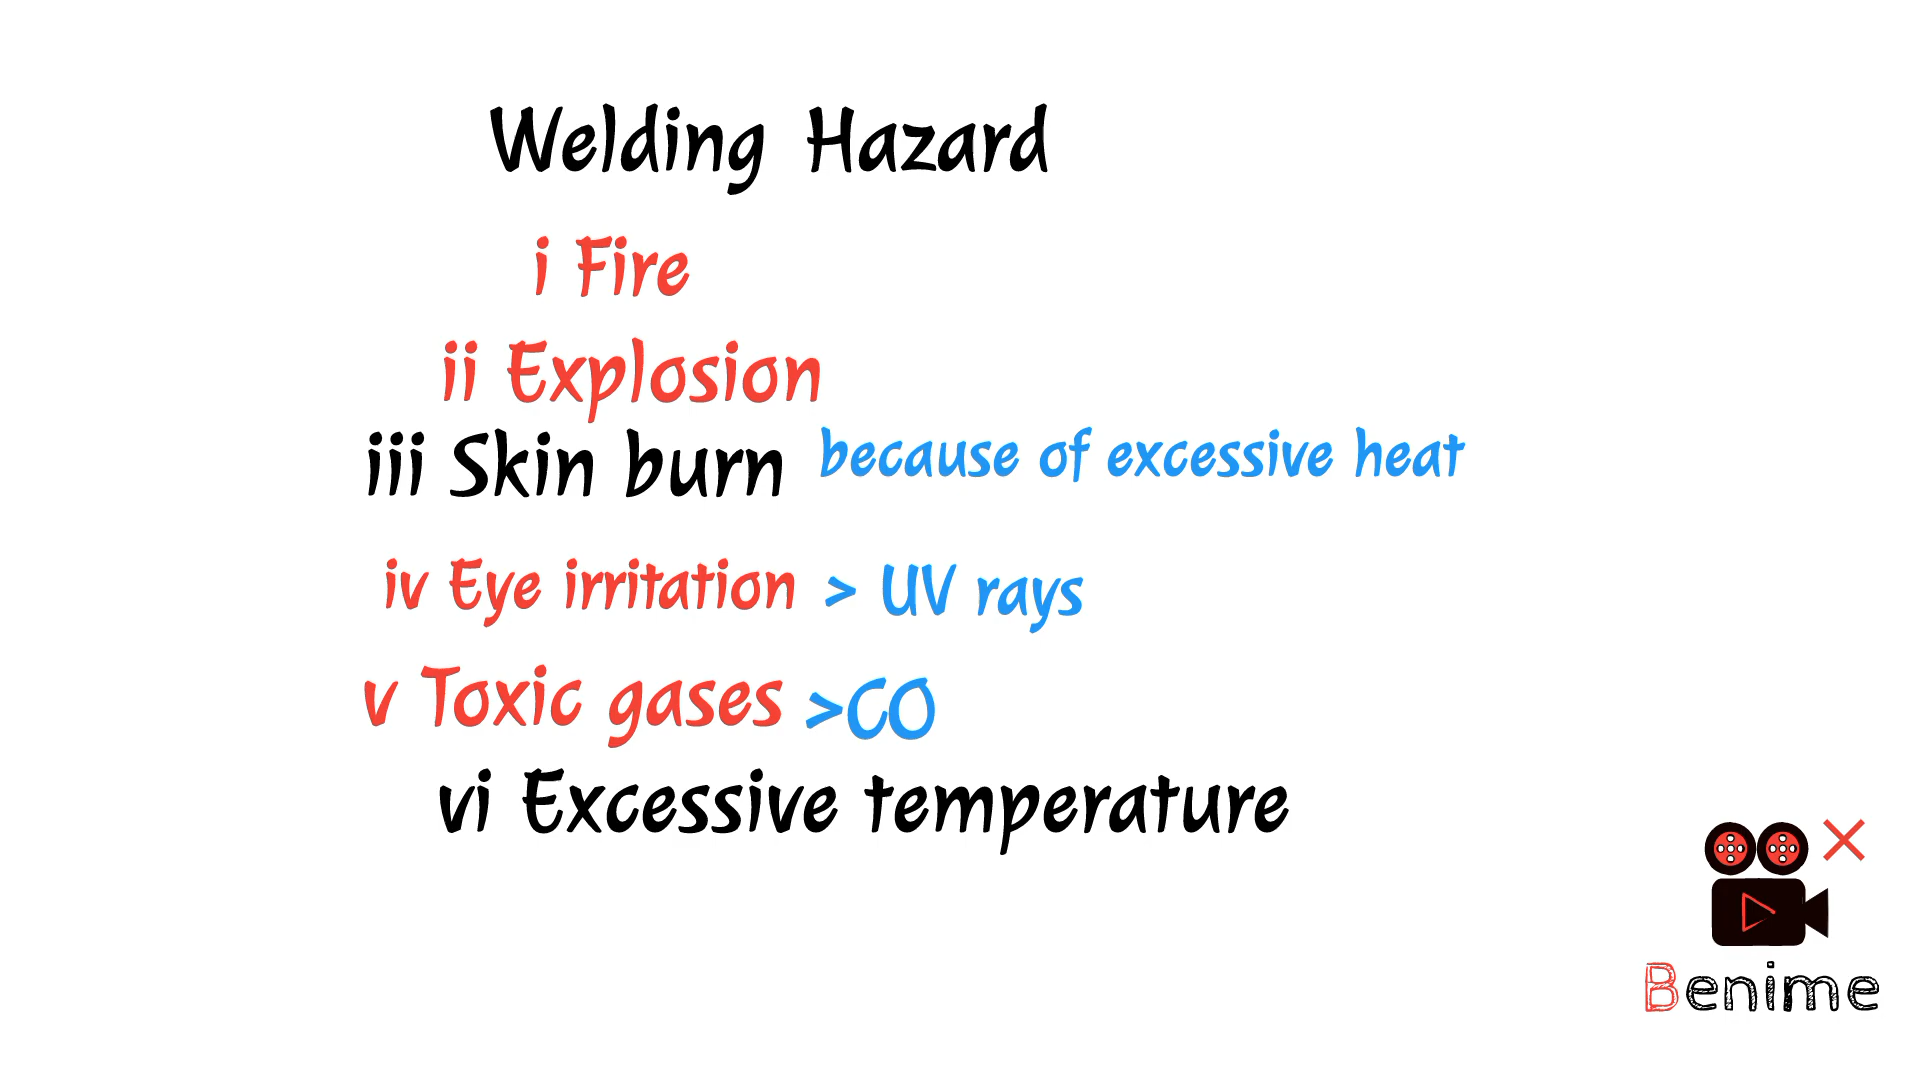 Welding Hazard
i Fire
ii Explosion
iii Skin burn because of excessive heat
iv Eye irritation > UV rays
v Toxic gases >CO
vi Excessive temperature
Benime